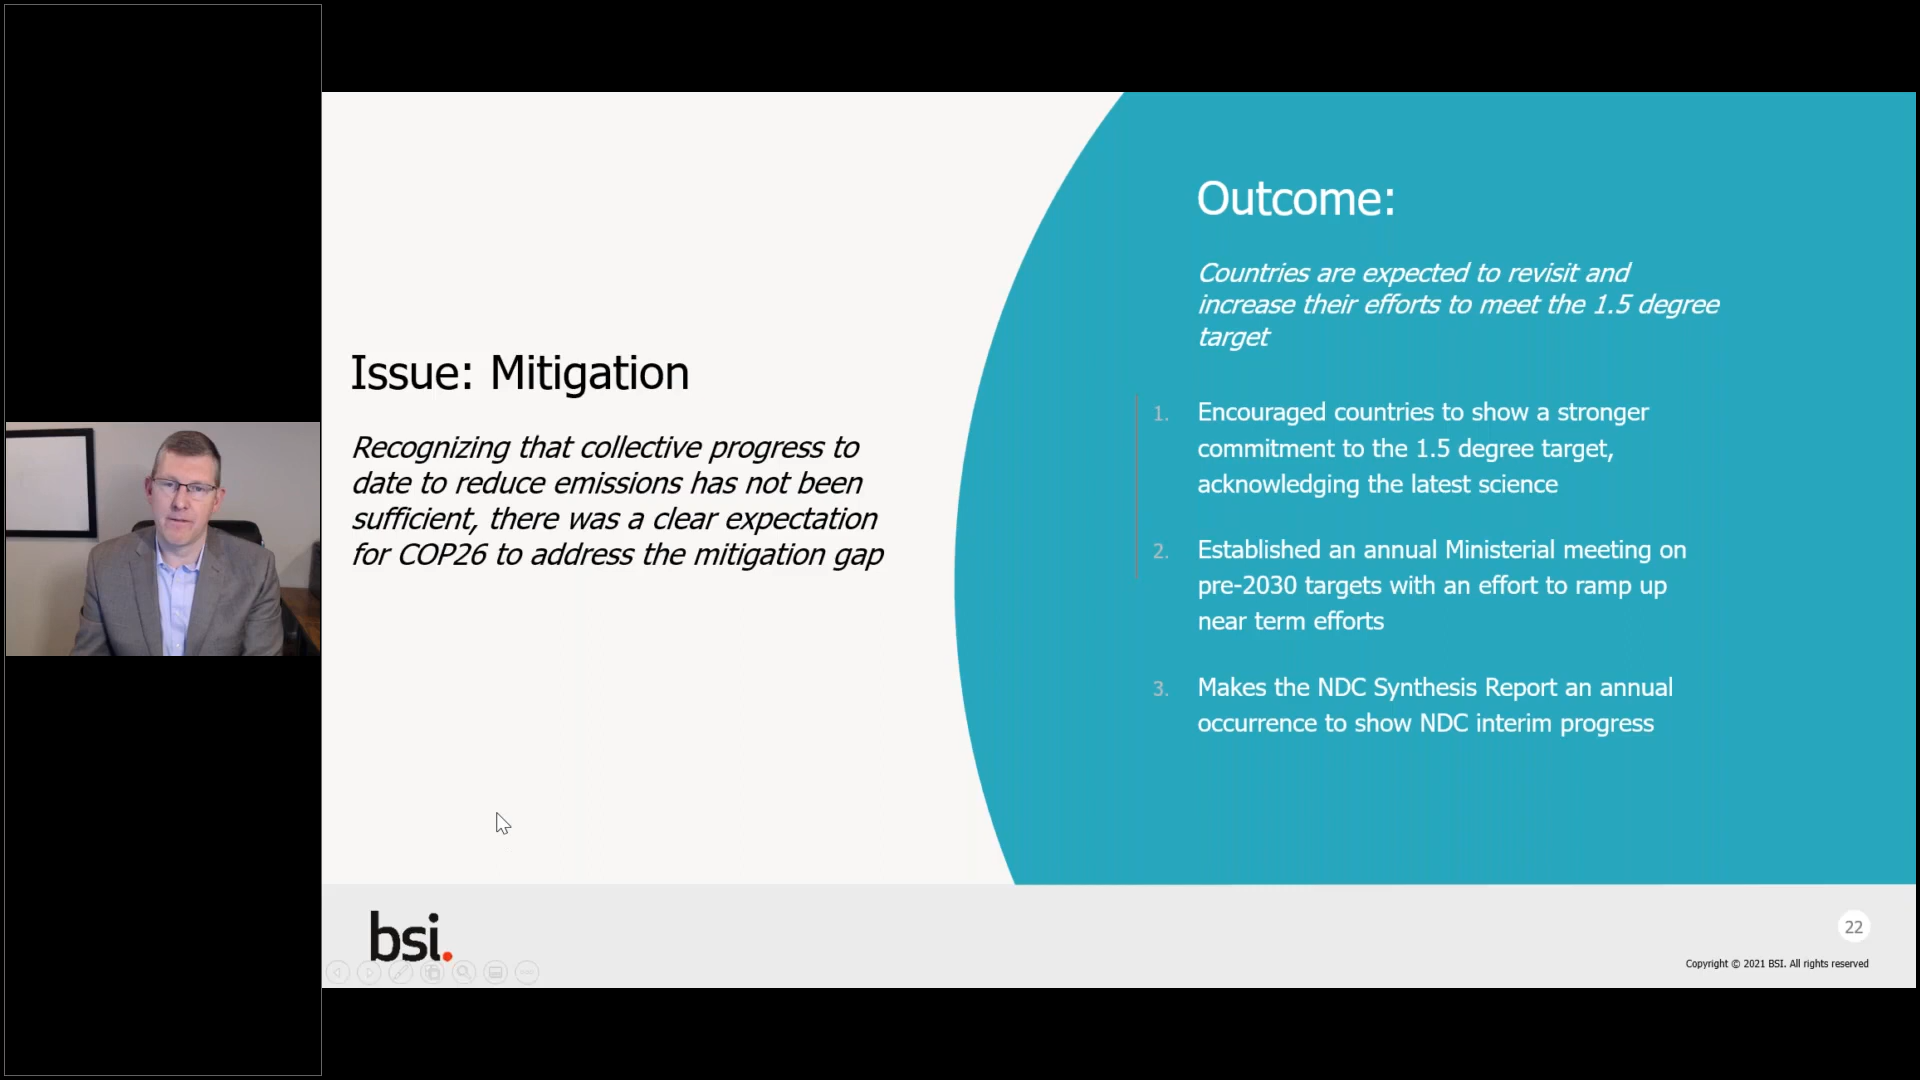 Issue: Mitigation
Recognizing that collective progress to
date to reduce emissions has not been
sufficient, there was a clear expectation
for COP26 to address the mitigation gap
Outcome:
Countries are expected to revisit and
increase their efforts to meet the 1.5 degree
target
1. Encouraged countries to show a stronger
commitment to the 1.5 degree target,
acknowledging the latest science
2. Established an annual Ministerial meeting on
pre-2030 targets with an effort to ramp up
near term efforts
3. Makes the NDC Synthesis Report an annual
occurrence to show NDC interim progress
bsi.
22
Copyright © 2021 BSI. All rights reserved